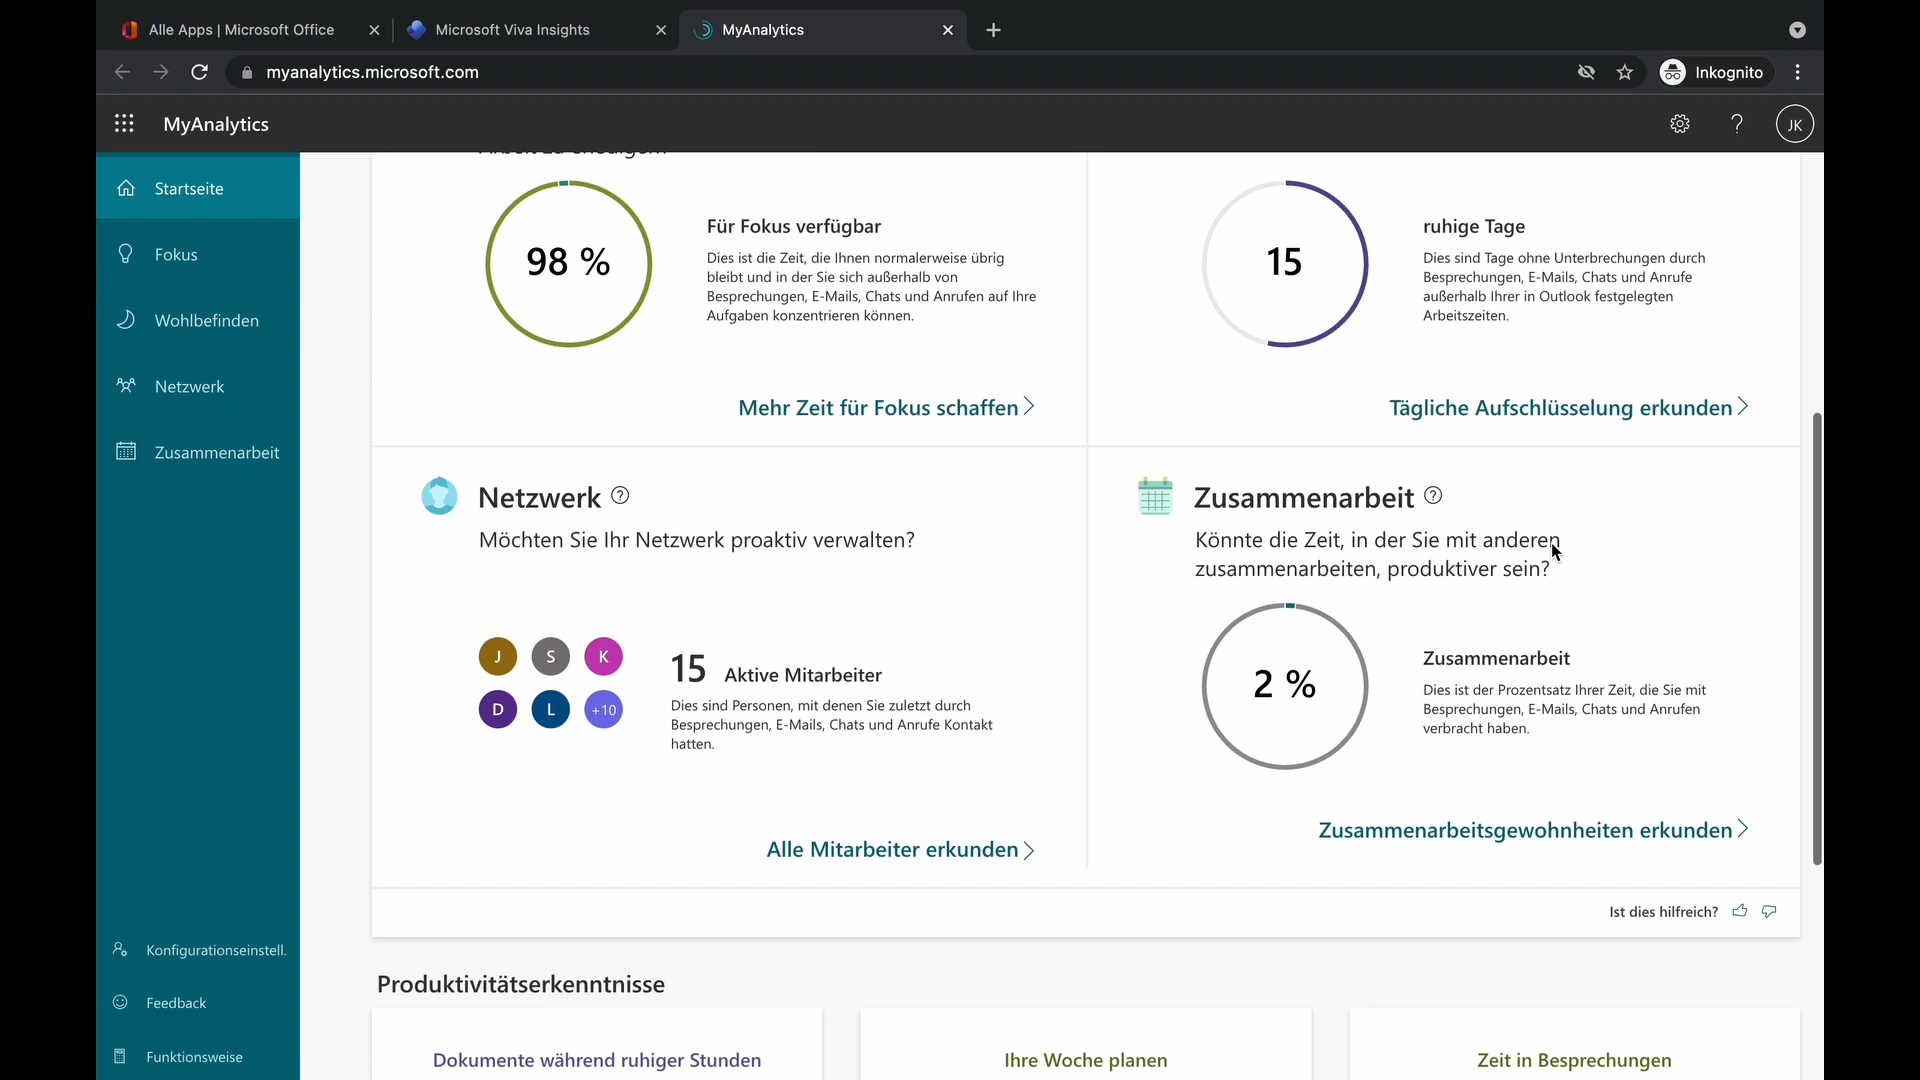 Alle Apps | Microsoft Office
Microsoft Viva Insights
MyAnalytics
myanalytics.microsoft.com
Inkognito
MyAnalytics
JK
Startseite
Fokus
Wohlbefinden
Netzwerk
Zusammenarbeit
Konfigurationseinstell.
Feedback
Funktionsweise
98 %
Für Fokus verfügbar
Dies ist die Zeit, die Ihnen normalerweise übrig
bleibt und in der Sie sich außerhalb von
Besprechungen, E-Mails, Chats und Anrufen auf Ihre
Aufgaben konzentrieren können.
Mehr Zeit für Fokus schaffen
15
ruhige Tage
Dies sind Tage ohne Unterbrechungen durch
Besprechungen, E-Mails, Chats und Anrufe
außerhalb Ihrer in Outlook festgelegten
Arbeitszeiten.
Tägliche Aufschlüsselung erkunden
Netzwerk
Möchten Sie Ihr Netzwerk proaktiv verwalten?
J S K
D L +10
15 Aktive Mitarbeiter
Dies sind Personen, mit denen Sie zuletzt durch
Besprechungen, E-Mails, Chats und Anrufe Kontakt
hatten.
Alle Mitarbeiter erkunden
Zusammenarbeit
Könnte die Zeit, in der Sie mit anderen
zusammenarbeiten, produktiver sein?
2 %
Zusammenarbeit
Dies ist der Prozentsatz Ihrer Zeit, die Sie mit
Besprechungen, E-Mails, Chats und Anrufen
verbracht haben.
Zusammenarbeitsgewohnheiten erkunden
Ist dies hilfreich?
Produktivitätserkenntnisse
Dokumente während ruhiger Stunden
Ihre Woche planen
Zeit in Besprechungen